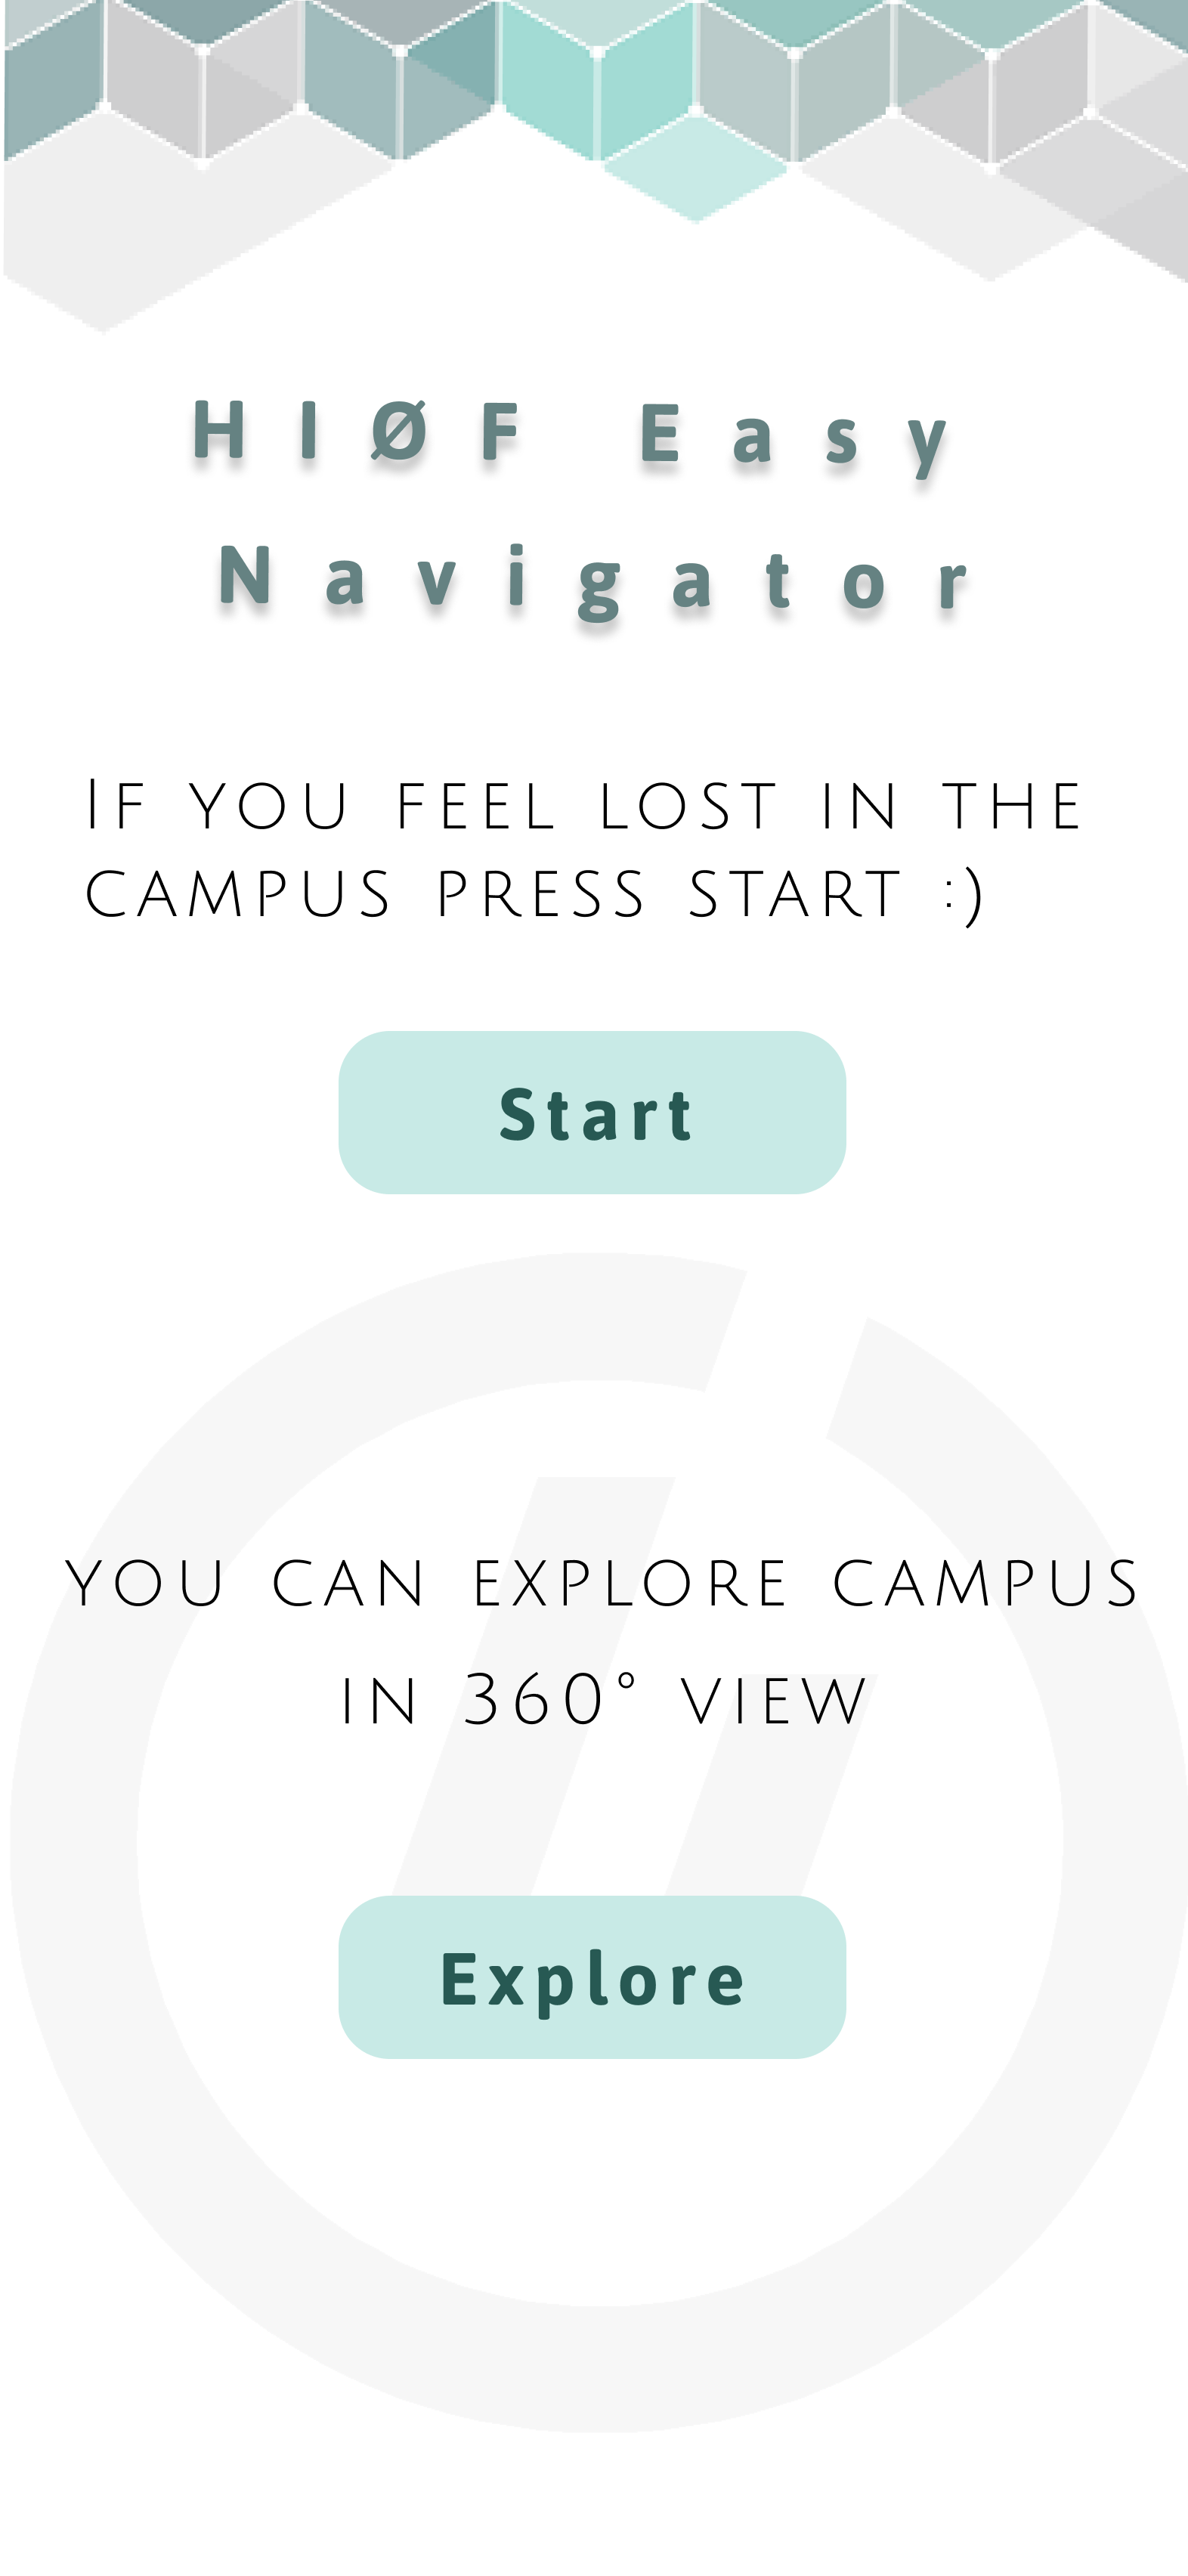 HIØF Easy
Navigator
If you feel lost in the
campus press start :)
Start
you can explore campus
in 360° view
Explore